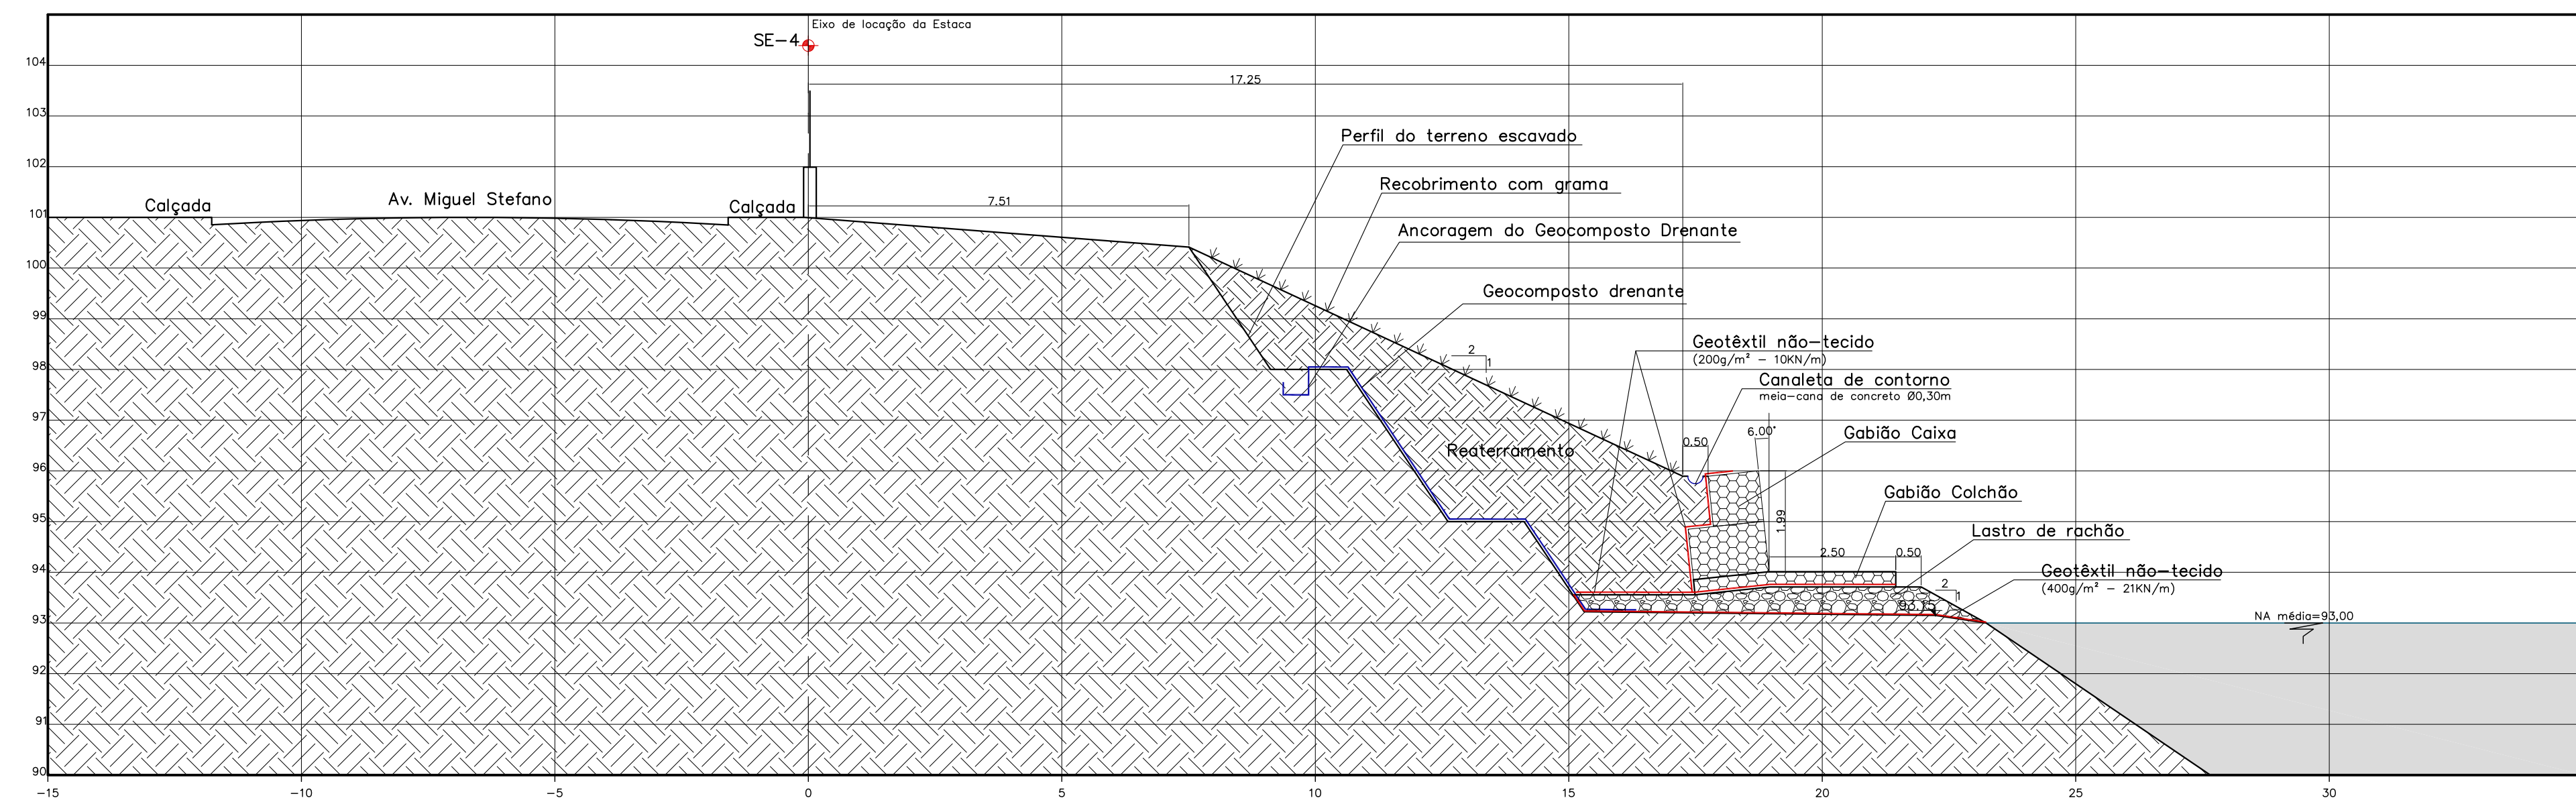 Eixo de locação da Estaca
SE-4
17.25
Perfil do terreno escavado
Recobrimento com grama
Av. Miguel Stefano
Calçada
Calçada
7.51
Ancoragem do Geocomposto Drenante
Geocomposto drenante
Geotêxtil não-tecido
(200g/m² - 10KN/m)
2
1
Canaleta de contorno
meia-cana de concreto Ø0,30m
Gabião Caixa
0.50
6.00°
Reaterramento
Gabião Colchão
1.99
Lastro de rachão
2.50
0.50
Geotêxtil não-tecido
(400g/m² - 21KN/m)
2
1
NA média=93,00
104
103
102
101
100
99
98
97
96
95
94
93
92
91
90
-15
-10
-5
0
5
10
15
20
25
30